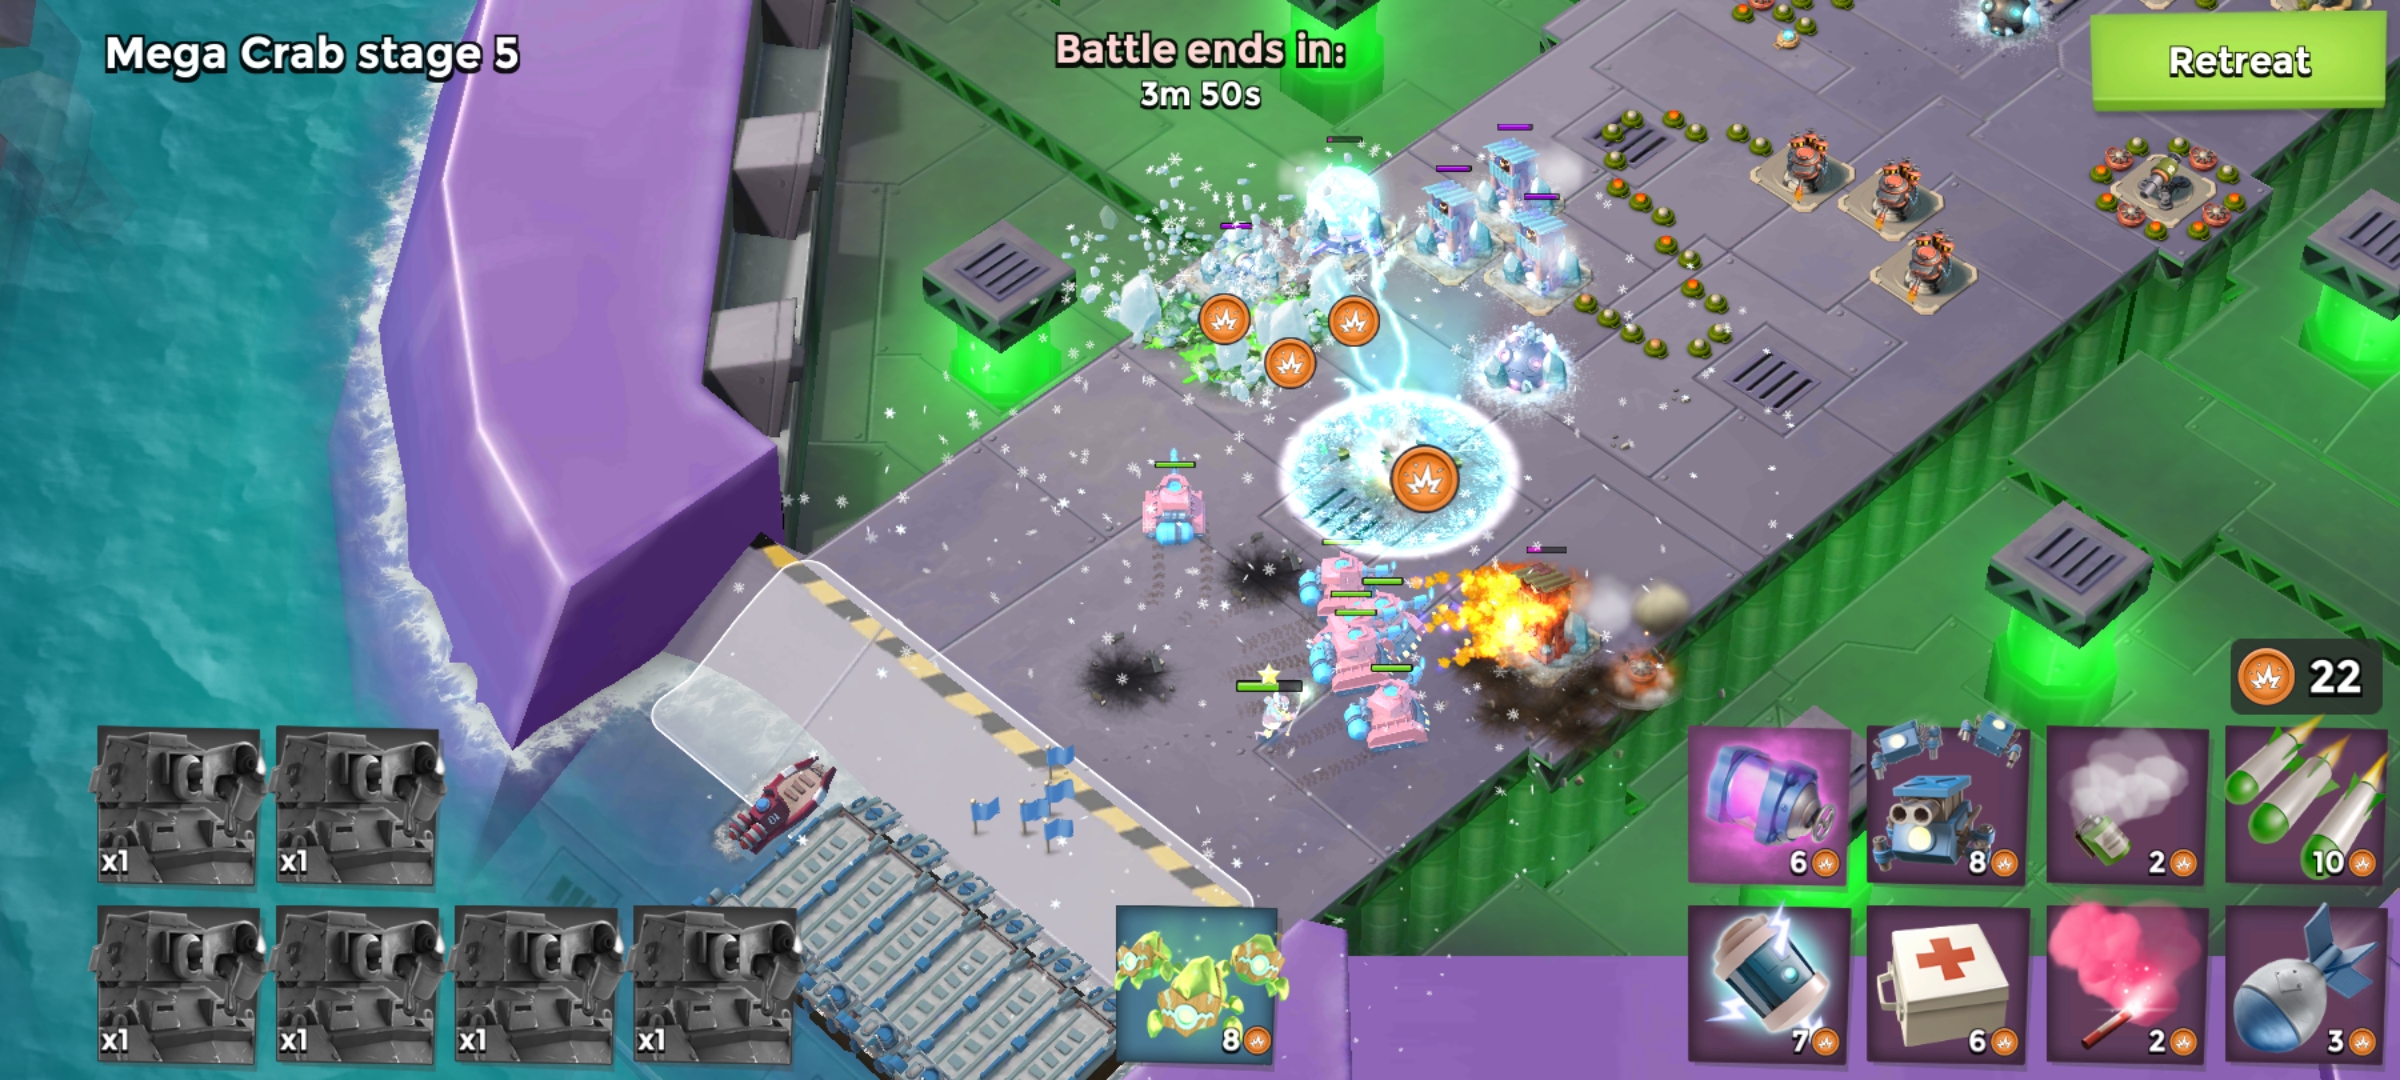 Mega Crab stage 5
Battle ends in:
3m 50s
Retreat
22
x1
x1
6
8
2
10
x1
x1
x1
x1
8
7
6
2
3